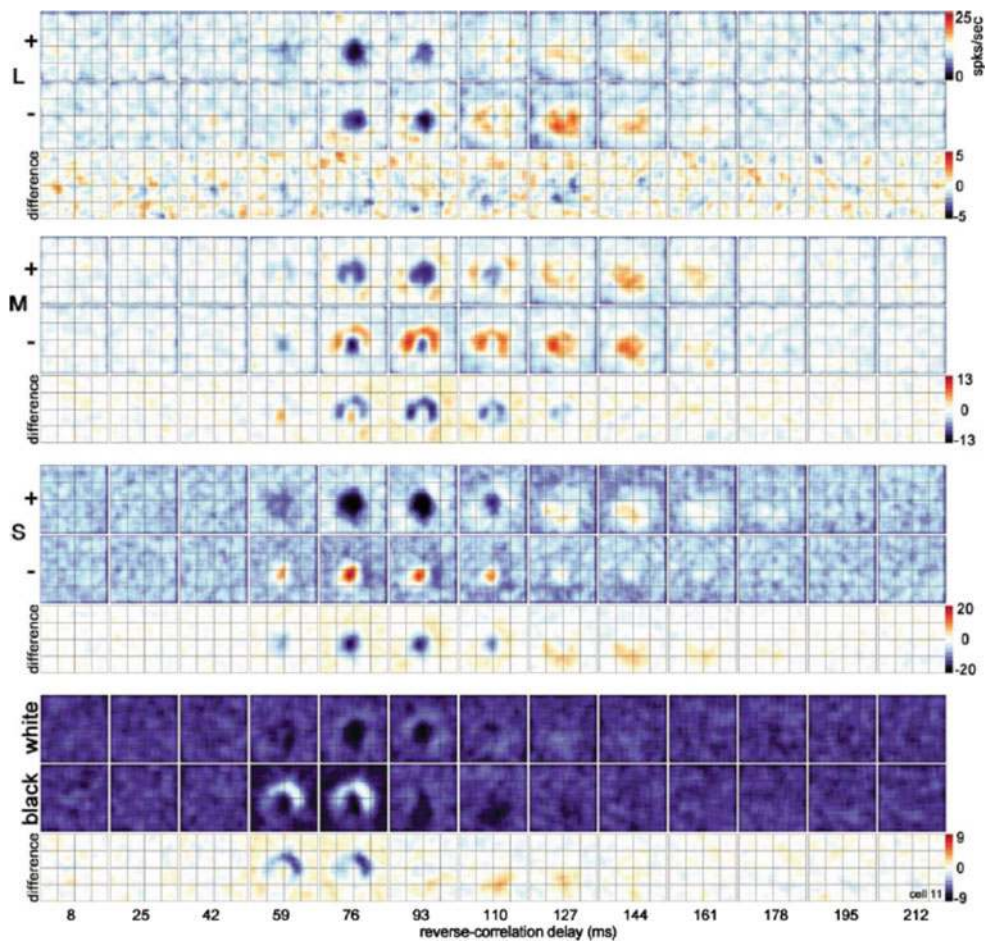 25
+
L
0
spks/sec
-
difference
5
0
-5
+
M
-
difference
13
0
-13
+
S
-
difference
20
0
-20
white
black
difference
9
0
-9
cell 11
8 25 42 59 76 93 110 127 144 161 178 195 212
reverse-correlation delay (ms)